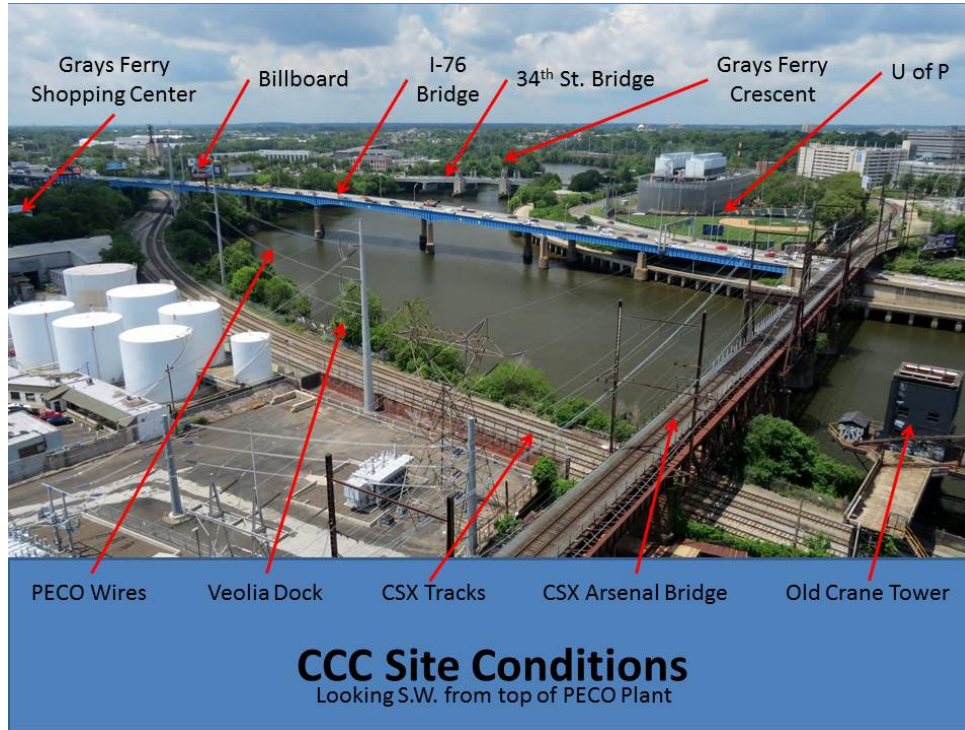 Grays Ferry
Shopping Center
Billboard
I-76
Bridge
34th St. Bridge
Grays Ferry
Crescent
U of P
PECO Wires
Veolia Dock
CSX Tracks
CSX Arsenal Bridge
Old Crane Tower
CCC Site Conditions
Looking S.W. from top of PECO Plant